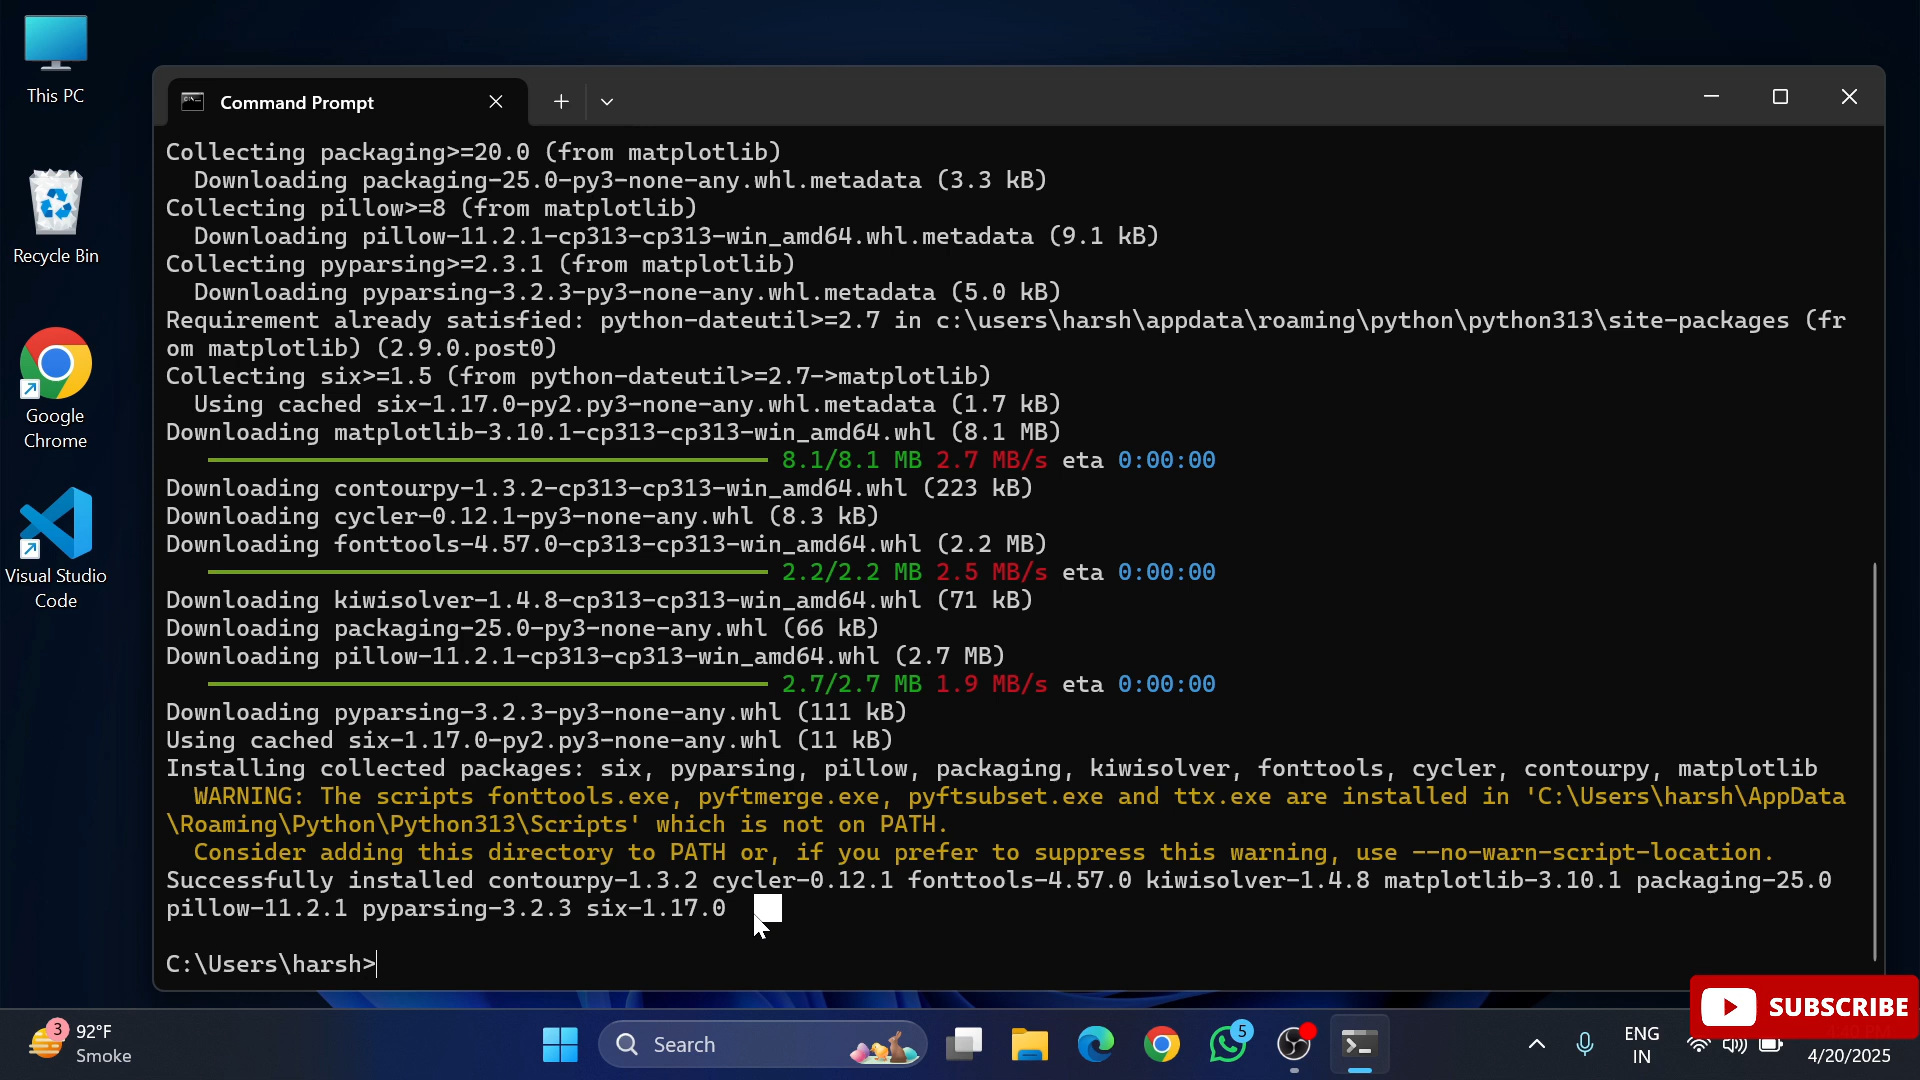 This PC
Recycle Bin
Google
Chrome
Visual Studio
Code
Command Prompt
Collecting packaging>=20.0 (from matplotlib)
  Downloading packaging-25.0-py3-none-any.whl.metadata (3.3 kB)
Collecting pillow>=8 (from matplotlib)
  Downloading pillow-11.2.1-cp313-cp313-win_amd64.whl.metadata (9.1 kB)
Collecting pyparsing>=2.3.1 (from matplotlib)
  Downloading pyparsing-3.2.3-py3-none-any.whl.metadata (5.0 kB)
Requirement already satisfied: python-dateutil>=2.7 in c:\users\harsh\appdata\roaming\python\python313\site-packages (fr
om matplotlib) (2.9.0.post0)
Collecting six>=1.5 (from python-dateutil>=2.7->matplotlib)
  Using cached six-1.17.0-py2.py3-none-any.whl.metadata (1.7 kB)
Downloading matplotlib-3.10.1-cp313-cp313-win_amd64.whl (8.1 MB)
8.1/8.1 MB 2.7 MB/s eta 0:00:00
Downloading contourpy-1.3.2-cp313-cp313-win_amd64.whl (223 kB)
Downloading cycler-0.12.1-py3-none-any.whl (8.3 kB)
Downloading fonttools-4.57.0-cp313-cp313-win_amd64.whl (2.2 MB)
2.2/2.2 MB 2.5 MB/s eta 0:00:00
Downloading kiwisolver-1.4.8-cp313-cp313-win_amd64.whl (71 kB)
Downloading packaging-25.0-py3-none-any.whl (66 kB)
Downloading pillow-11.2.1-cp313-cp313-win_amd64.whl (2.7 MB)
2.7/2.7 MB 1.9 MB/s eta 0:00:00
Downloading pyparsing-3.2.3-py3-none-any.whl (111 kB)
Using cached six-1.17.0-py2.py3-none-any.whl (11 kB)
Installing collected packages: six, pyparsing, pillow, packaging, kiwisolver, fonttools, cycler, contourpy, matplotlib
  WARNING: The scripts fonttools.exe, pyftmerge.exe, pyftsubset.exe and ttx.exe are installed in 'C:\Users\harsh\AppData
\Roaming\Python\Python313\Scripts' which is not on PATH.
  Consider adding this directory to PATH or, if you prefer to suppress this warning, use --no-warn-script-location.
Successfully installed contourpy-1.3.2 cycler-0.12.1 fonttools-4.57.0 kiwisolver-1.4.8 matplotlib-3.10.1 packaging-25.0
pillow-11.2.1 pyparsing-3.2.3 six-1.17.0
C:\Users\harsh>
SUBSCRIBE
3
92°F
Smoke
Search
5
ENG
IN
4/20/2025